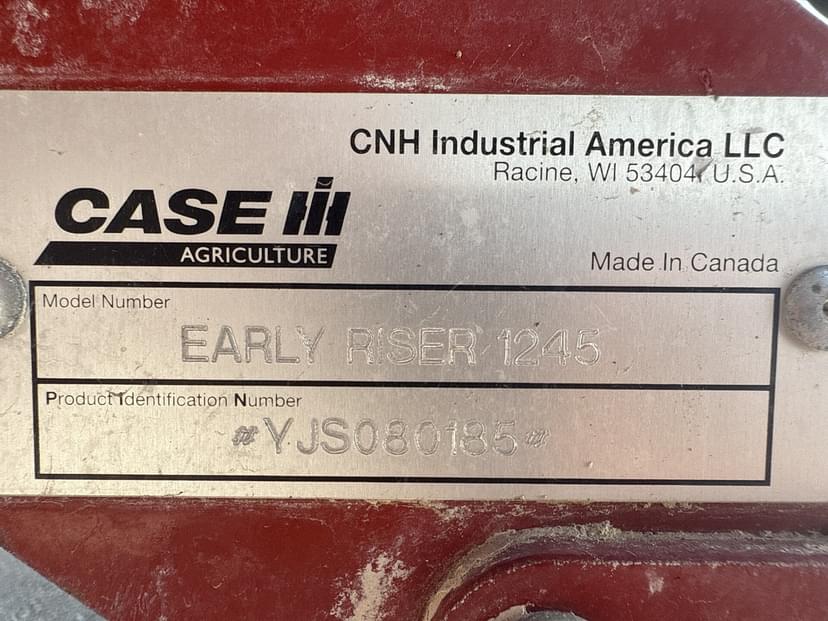 CNH Industrial America LLC
Racine, WI 53404, U.S.A.
CASE IH
AGRICULTURE
Made In Canada
Model Number
EARLY RISER 1245
Product Identification Number
*YJS080185*